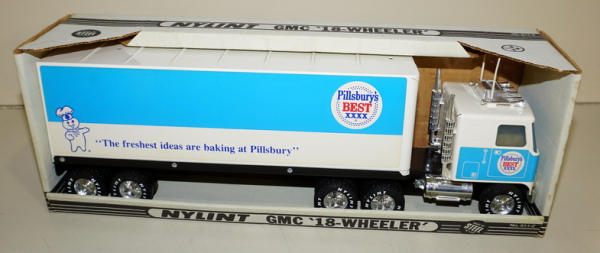 NYLINT GMC '18-WHEELER'
Pillsbury's
BEST
XXXX
"The freshest ideas are baking at Pillsbury"
Pillsbury's
BEST
XXXX
NYLINT GMC '18-WHEELER'